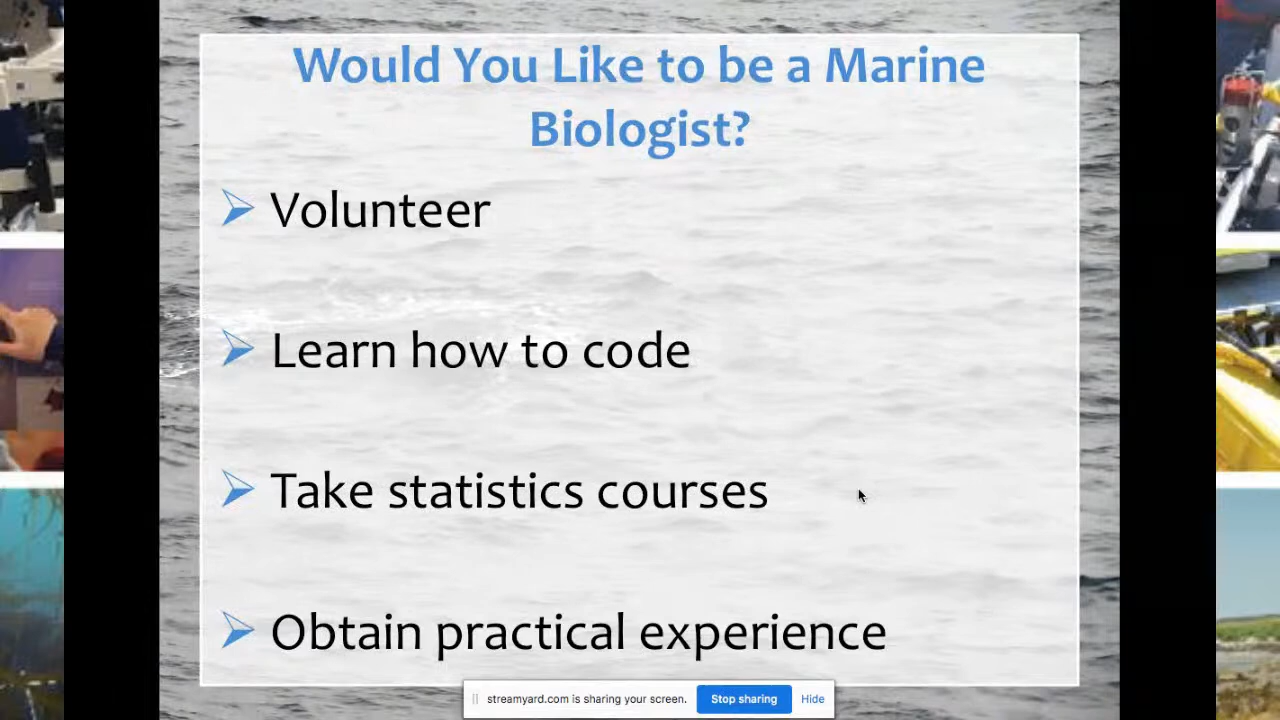 Would You Like to be a Marine
Biologist?
Volunteer
Learn how to code
Take statistics courses
Obtain practical experience
streamyard.com is sharing your screen. Stop sharing Hide